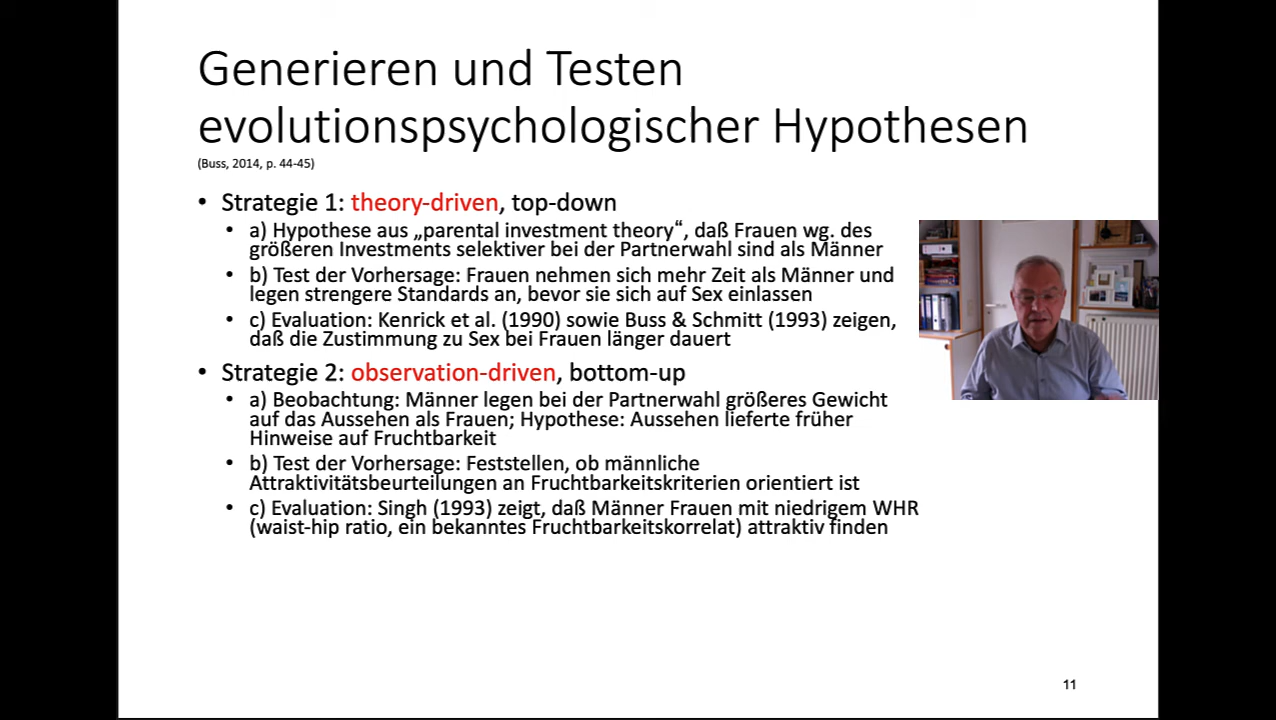 Generieren und Testen
evolutionspsychologischer Hypothesen
(Buss, 2014, p. 44-45)
• Strategie 1: theory-driven, top-down
• a) Hypothese aus „parental investment theory“, daß Frauen wg. des
größeren Investments selektiver bei der Partnerwahl sind als Männer
• b) Test der Vorhersage: Frauen nehmen sich mehr Zeit als Männer und
legen strengere Standards an, bevor sie sich auf Sex einlassen
• c) Evaluation: Kenrick et al. (1990) sowie Buss & Schmitt (1993) zeigen,
daß die Zustimmung zu Sex bei Frauen länger dauert
• Strategie 2: observation-driven, bottom-up
• a) Beobachtung: Männer legen bei der Partnerwahl größeres Gewicht
auf das Aussehen als Frauen; Hypothese: Aussehen lieferte früher
Hinweise auf Fruchtbarkeit
• b) Test der Vorhersage: Feststellen, ob männliche
Attraktivitätsbeurteilungen an Fruchtbarkeitskriterien orientiert ist
• c) Evaluation: Singh (1993) zeigt, daß Männer Frauen mit niedrigem WHR
(waist-hip ratio, ein bekanntes Fruchtbarkeitskorrelat) attraktiv finden
11